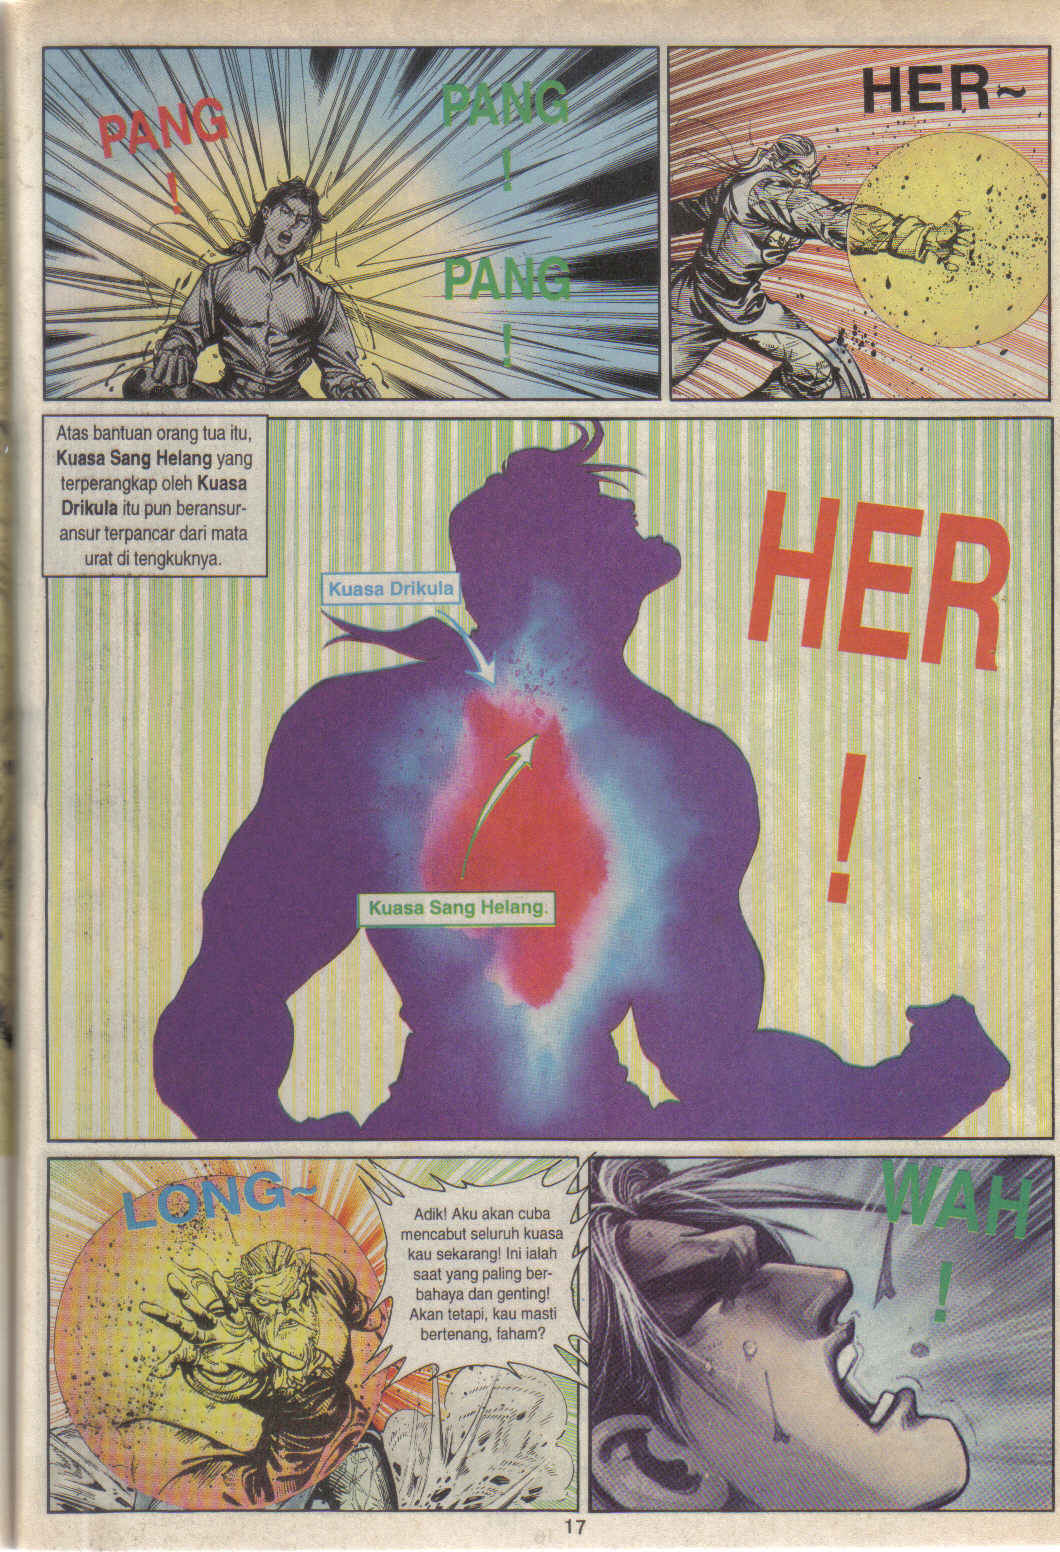 PANG
!
PANG
!
PANG
!
HER~
Atas bantuan orang tua itu,
Kuasa Sang Helang yang
terperangkap oleh Kuasa
Drikula itu pun beransur-
ansur terpancar dari mata
urat di tengkuknya.
Kuasa Drikula
Kuasa Sang Helang.
HER
!
LONG~
Adik! Aku akan cuba
mencabut seluruh kuasa
kau sekarang! Ini ialah
saat yang paling ber-
bahaya dan genting!
Akan tetapi, kau masti
bertenang, faham?
WAH
!
17